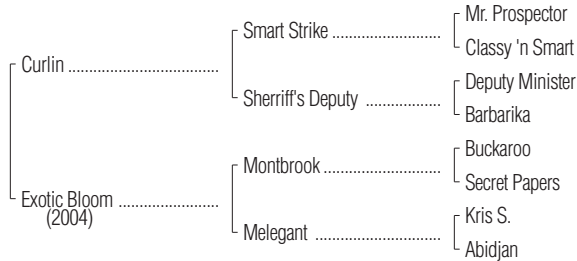 Mr. Prospector
Smart Strike ........................
Classy 'n Smart
Curlin .................................
Deputy Minister
Sherriff's Deputy ................
Barbarika
Buckaroo
Montbrook ..........................
Secret Papers
Exotic Bloom ......................
(2004)
Kris S.
Melegant ............................
Abidjan